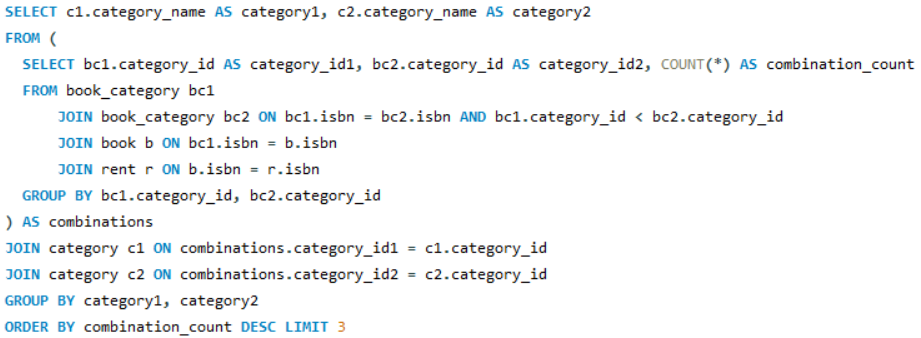 SELECT c1.category_name AS category1, c2.category_name AS category2
FROM (
  SELECT bc1.category_id AS category_id1, bc2.category_id AS category_id2, COUNT(*) AS combination_count
  FROM book_category bc1
      JOIN book_category bc2 ON bc1.isbn = bc2.isbn AND bc1.category_id < bc2.category_id
      JOIN book b ON bc1.isbn = b.isbn
      JOIN rent r ON b.isbn = r.isbn
  GROUP BY bc1.category_id, bc2.category_id
) AS combinations
JOIN category c1 ON combinations.category_id1 = c1.category_id
JOIN category c2 ON combinations.category_id2 = c2.category_id
GROUP BY category1, category2
ORDER BY combination_count DESC LIMIT 3